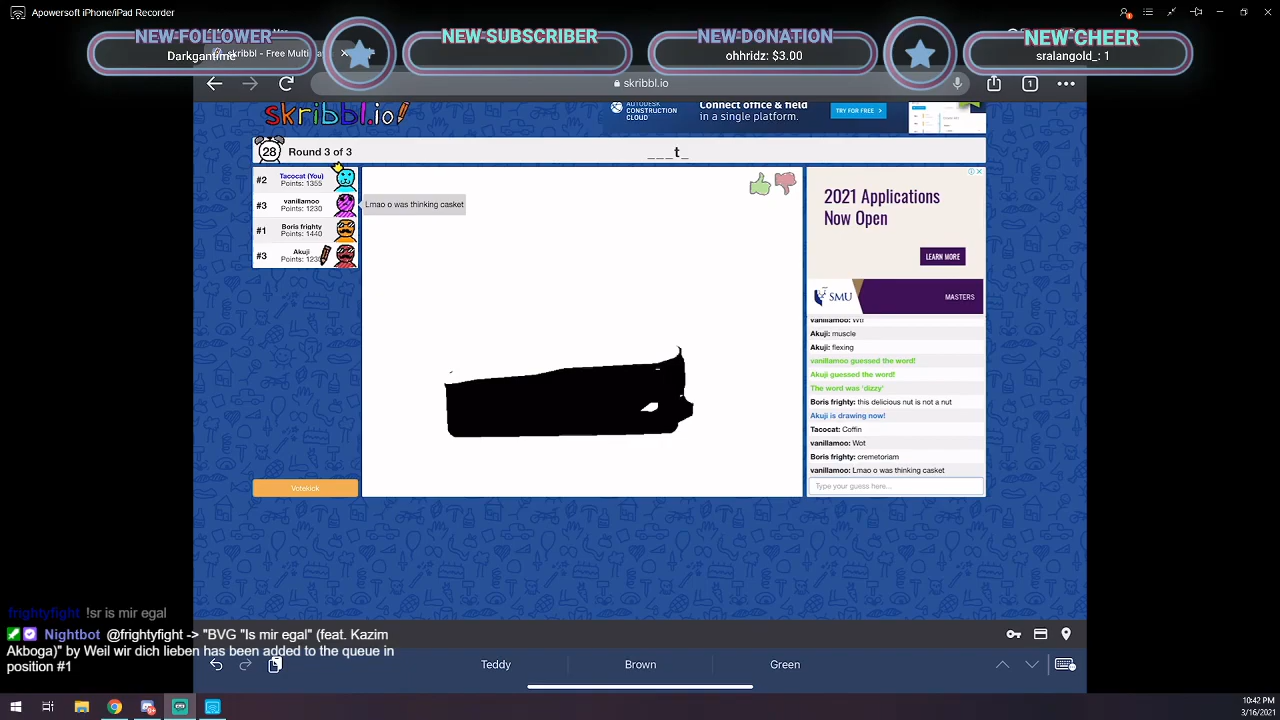 Apowersoft iPhone/iPad Recorder
NEW FOLLOWER
Darkgantime
NEW SUBSCRIBER
NEW DONATION
ohhridz: $3.00
NEW CHEER
sralangold_: 1
skribbl - Free Multi
skribbl.io
1
skribbl.io!
AUTODESK
CONSTRUCTION
CLOUD
Connect office & field
in a single platform.
TRY FOR FREE >
28
Round 3 of 3
___t_
#2
Tacocat (You)
Points: 1355
#3
vanillamoo
Points: 1230
#1
Boris frighty
Points: 1440
#3
Akuji
Lmao o was thinking casket
2021 Applications
Now Open
LEARN MORE
SMU
MASTERS
Akuji: muscle
Akuji: flexing
vanillamoo guessed the word!
Akuji guessed the word!
The word was 'dizzy'
Boris frighty: this delicious nut is not a nut
Akuji is drawing now!
Tacocat: Coffin
vanillamoo: Wot
Boris frighty: cremetoriam
vanillamoo: Lmao o was thinking casket
Type your guess here...
Votekick
frightyfight !sr is mir egal
Nightbot @frightyfight -> "BVG "Is mir egal" (feat. Kazim
Akboga)" by Weil wir dich lieben has been added to the queue in
position #1
Teddy
Brown
Green
10:42 PM
3/16/2021